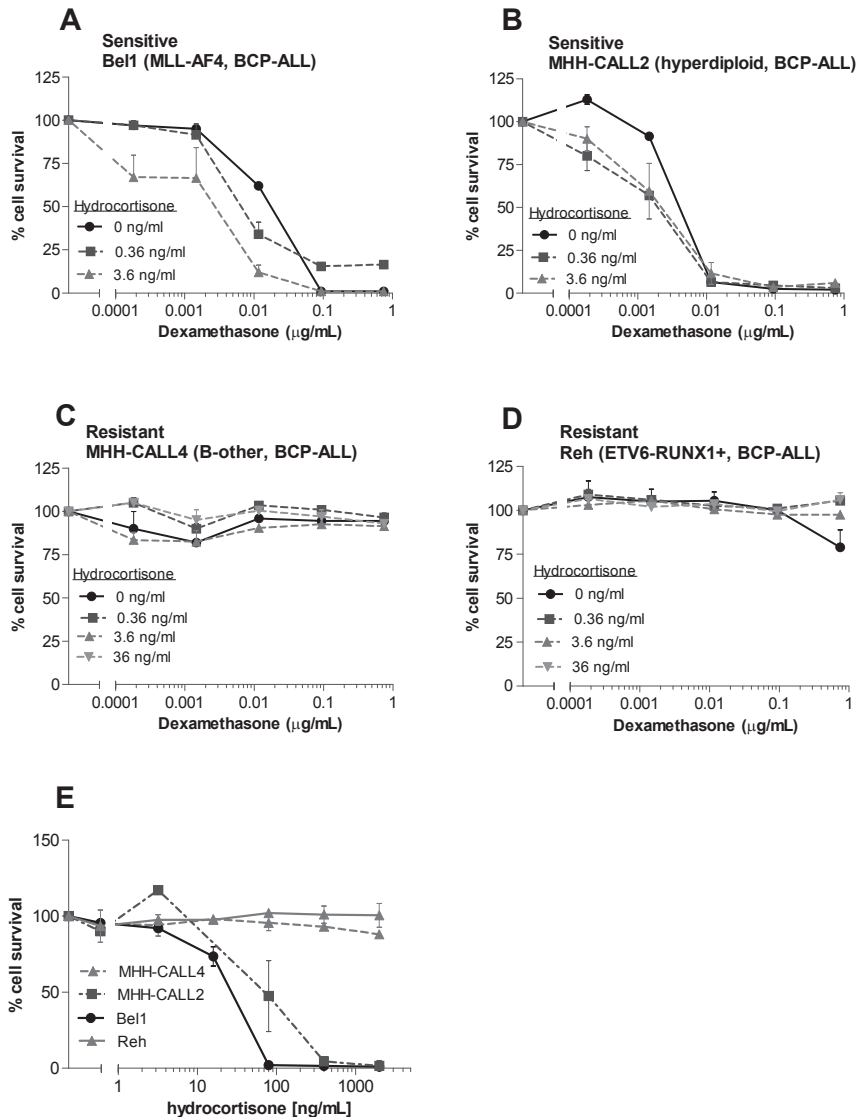 A
Sensitive
Bel1 (MLL-AF4, BCP-ALL)
125
100
75
50
25
0
% cell survival
Hydrocortisone
0 ng/ml
0.36 ng/ml
3.6 ng/ml
0.0001 0.001 0.01 0.1 1
Dexamethasone (μg/mL)
B
Sensitive
MHH-CALL2 (hyperdiploid, BCP-ALL)
125
100
75
50
25
0
% cell survival
Hydrocortisone
0 ng/ml
0.36 ng/ml
3.6 ng/ml
0.0001 0.001 0.01 0.1 1
Dexamethasone (μg/mL)
C
Resistant
MHH-CALL4 (B-other, BCP-ALL)
125
100
75
50
25
0
% cell survival
Hydrocortisone
0 ng/ml
0.36 ng/ml
3.6 ng/ml
36 ng/ml
0.0001 0.001 0.01 0.1 1
Dexamethasone (μg/mL)
D
Resistant
Reh (ETV6-RUNX1+, BCP-ALL)
125
100
75
50
25
0
% cell survival
Hydrocortisone
0 ng/ml
0.36 ng/ml
3.6 ng/ml
36 ng/ml
0.0001 0.001 0.01 0.1 1
Dexamethasone (μg/mL)
E
150
100
50
0
% cell survival
MHH-CALL4
MHH-CALL2
Bel1
Reh
1 10 100 1000
hydrocortisone [ng/mL]